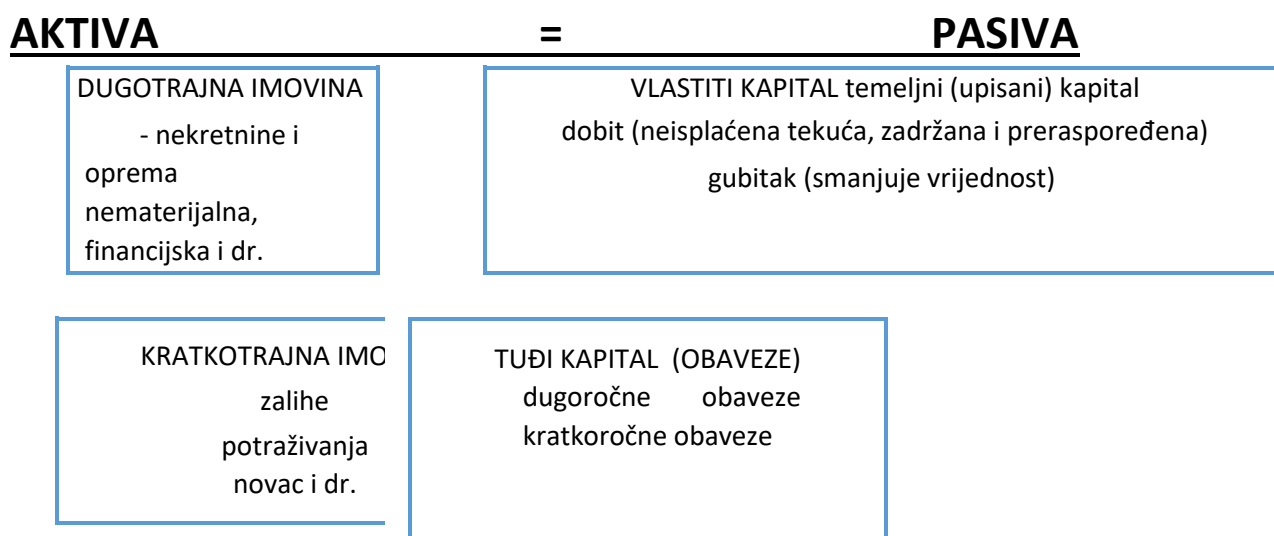 AKTIVA = PASIVA
DUGOTRAJNA IMOVINA
- nekretnine i
oprema
nematerijalna,
financijska i dr.
VLASTITI KAPITAL temeljni (upisani) kapital
dobit (neisplaćena tekuća, zadržana i preraspoređena)
gubitak (smanjuje vrijednost)
KRATKOTRAJNA IMO
zalihe
potraživanja
novac i dr.
TUĐI KAPITAL (OBAVEZE)
dugoročne obaveze
kratkoročne obaveze